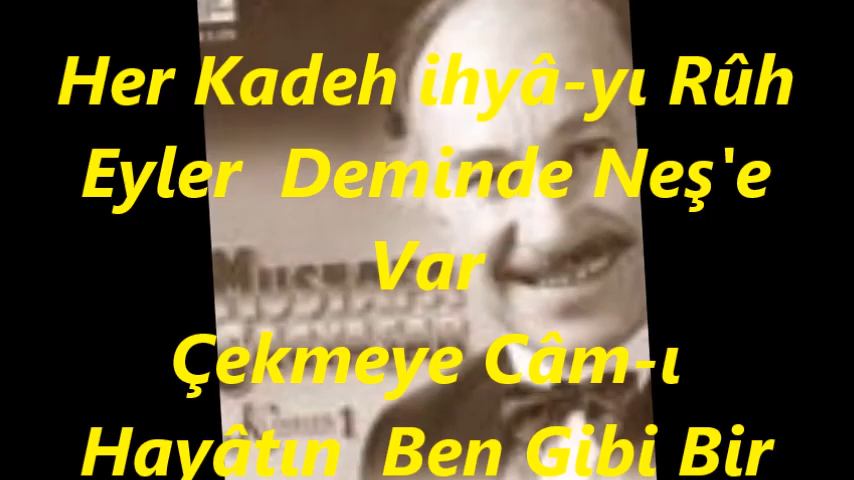 Her Kadeh ihyâ-yı Rûh
Eyler Deminde Neş'e
Var
Çekmeye Câm-ı
Hayâtın Ben Gibi Bir